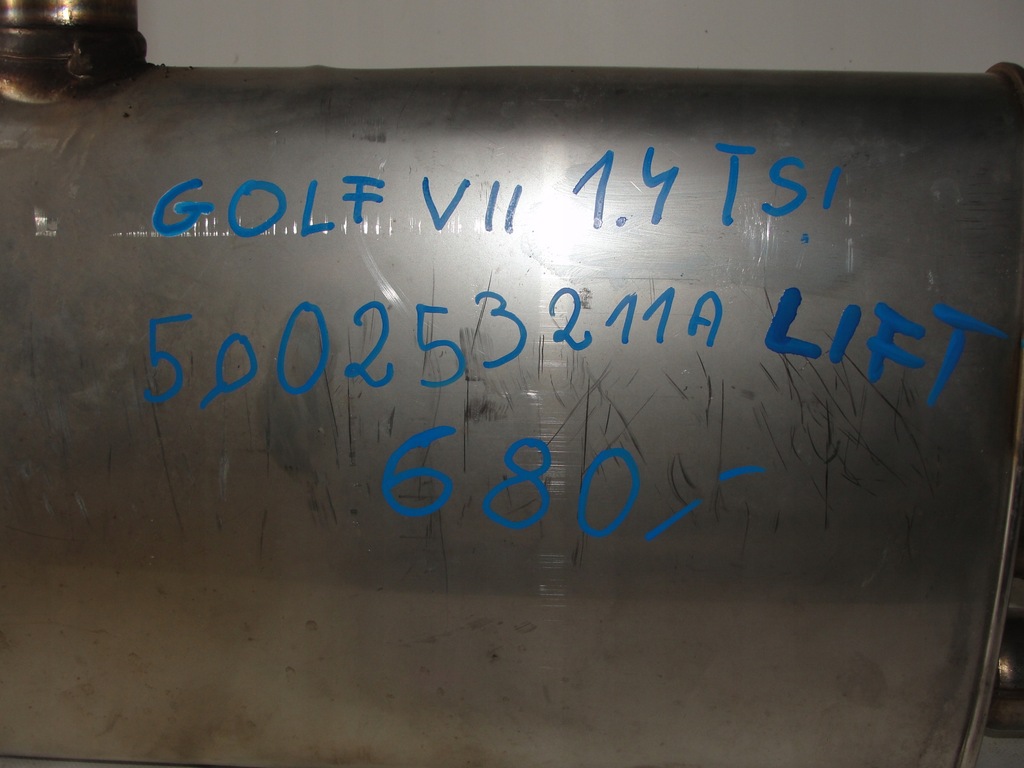 GOLF VII 1.4 TSI
5Q0253211A LIFT
680,-